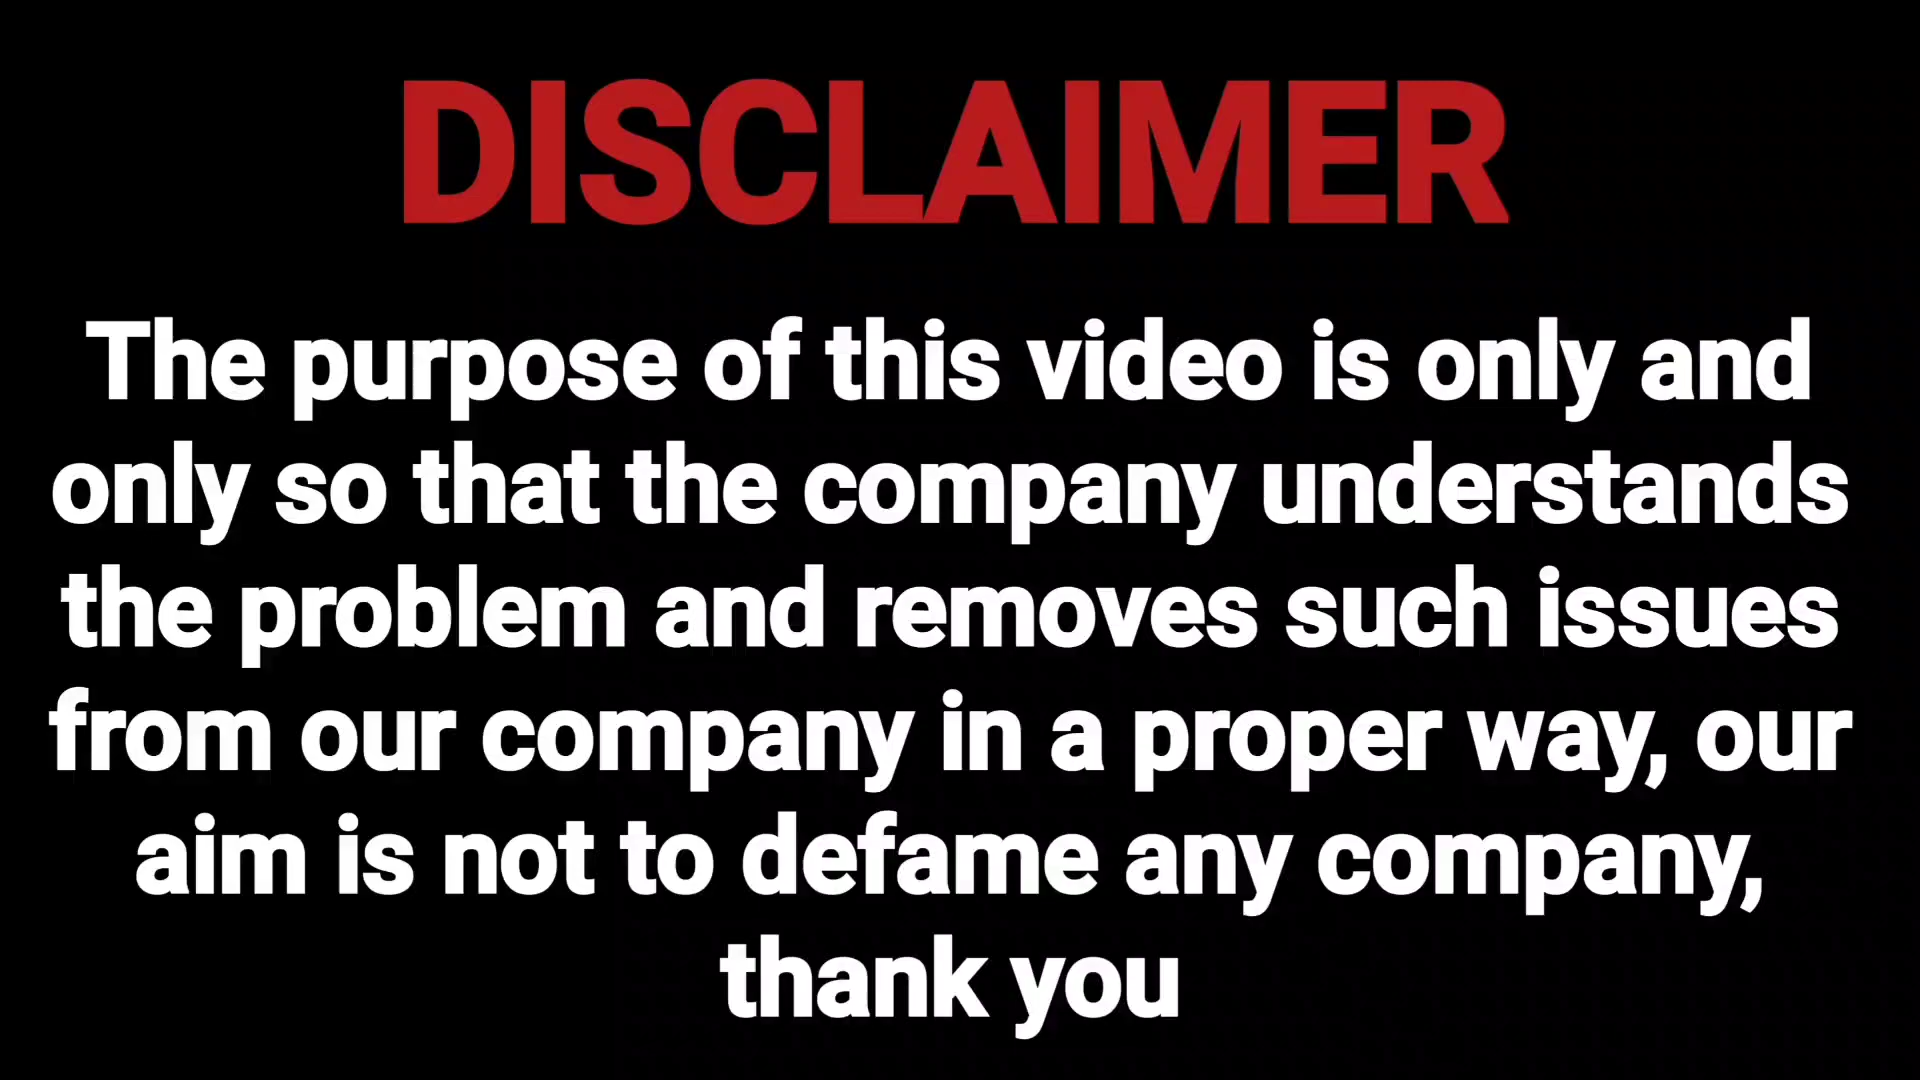 DISCLAIMER
The purpose of this video is only and
only so that the company understands
the problem and removes such issues
from our company in a proper way, our
aim is not to defame any company,
thank you